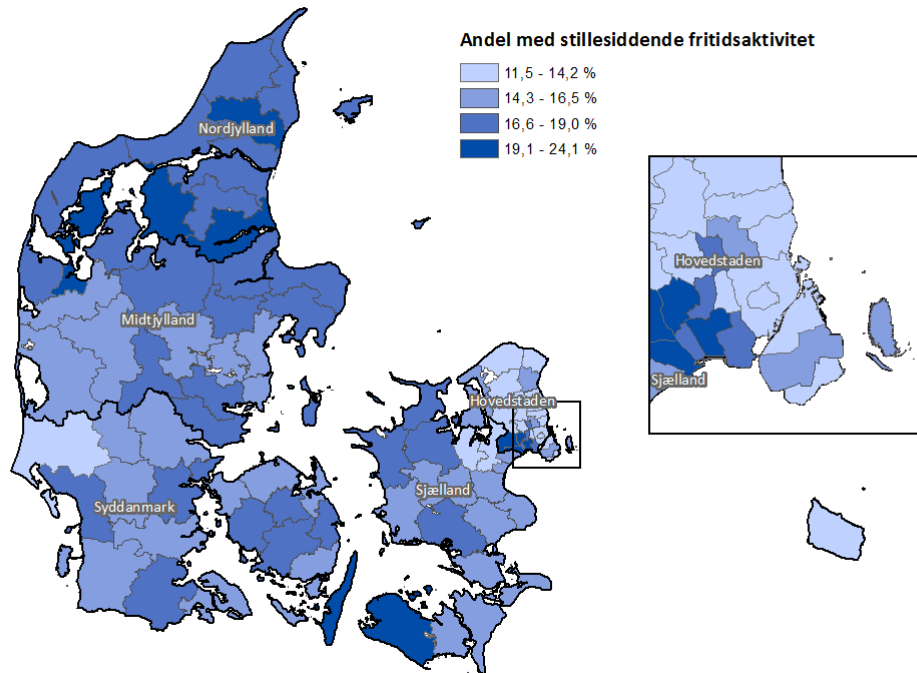 Andel med stillesiddende fritidsaktivitet
11,5 - 14,2 %
14,3 - 16,5 %
16,6 - 19,0 %
19,1 - 24,1 %
Nordjylland
Midtjylland
Hovedstaden
Sjælland
Syddanmark
Hovedstaden
Sjælland